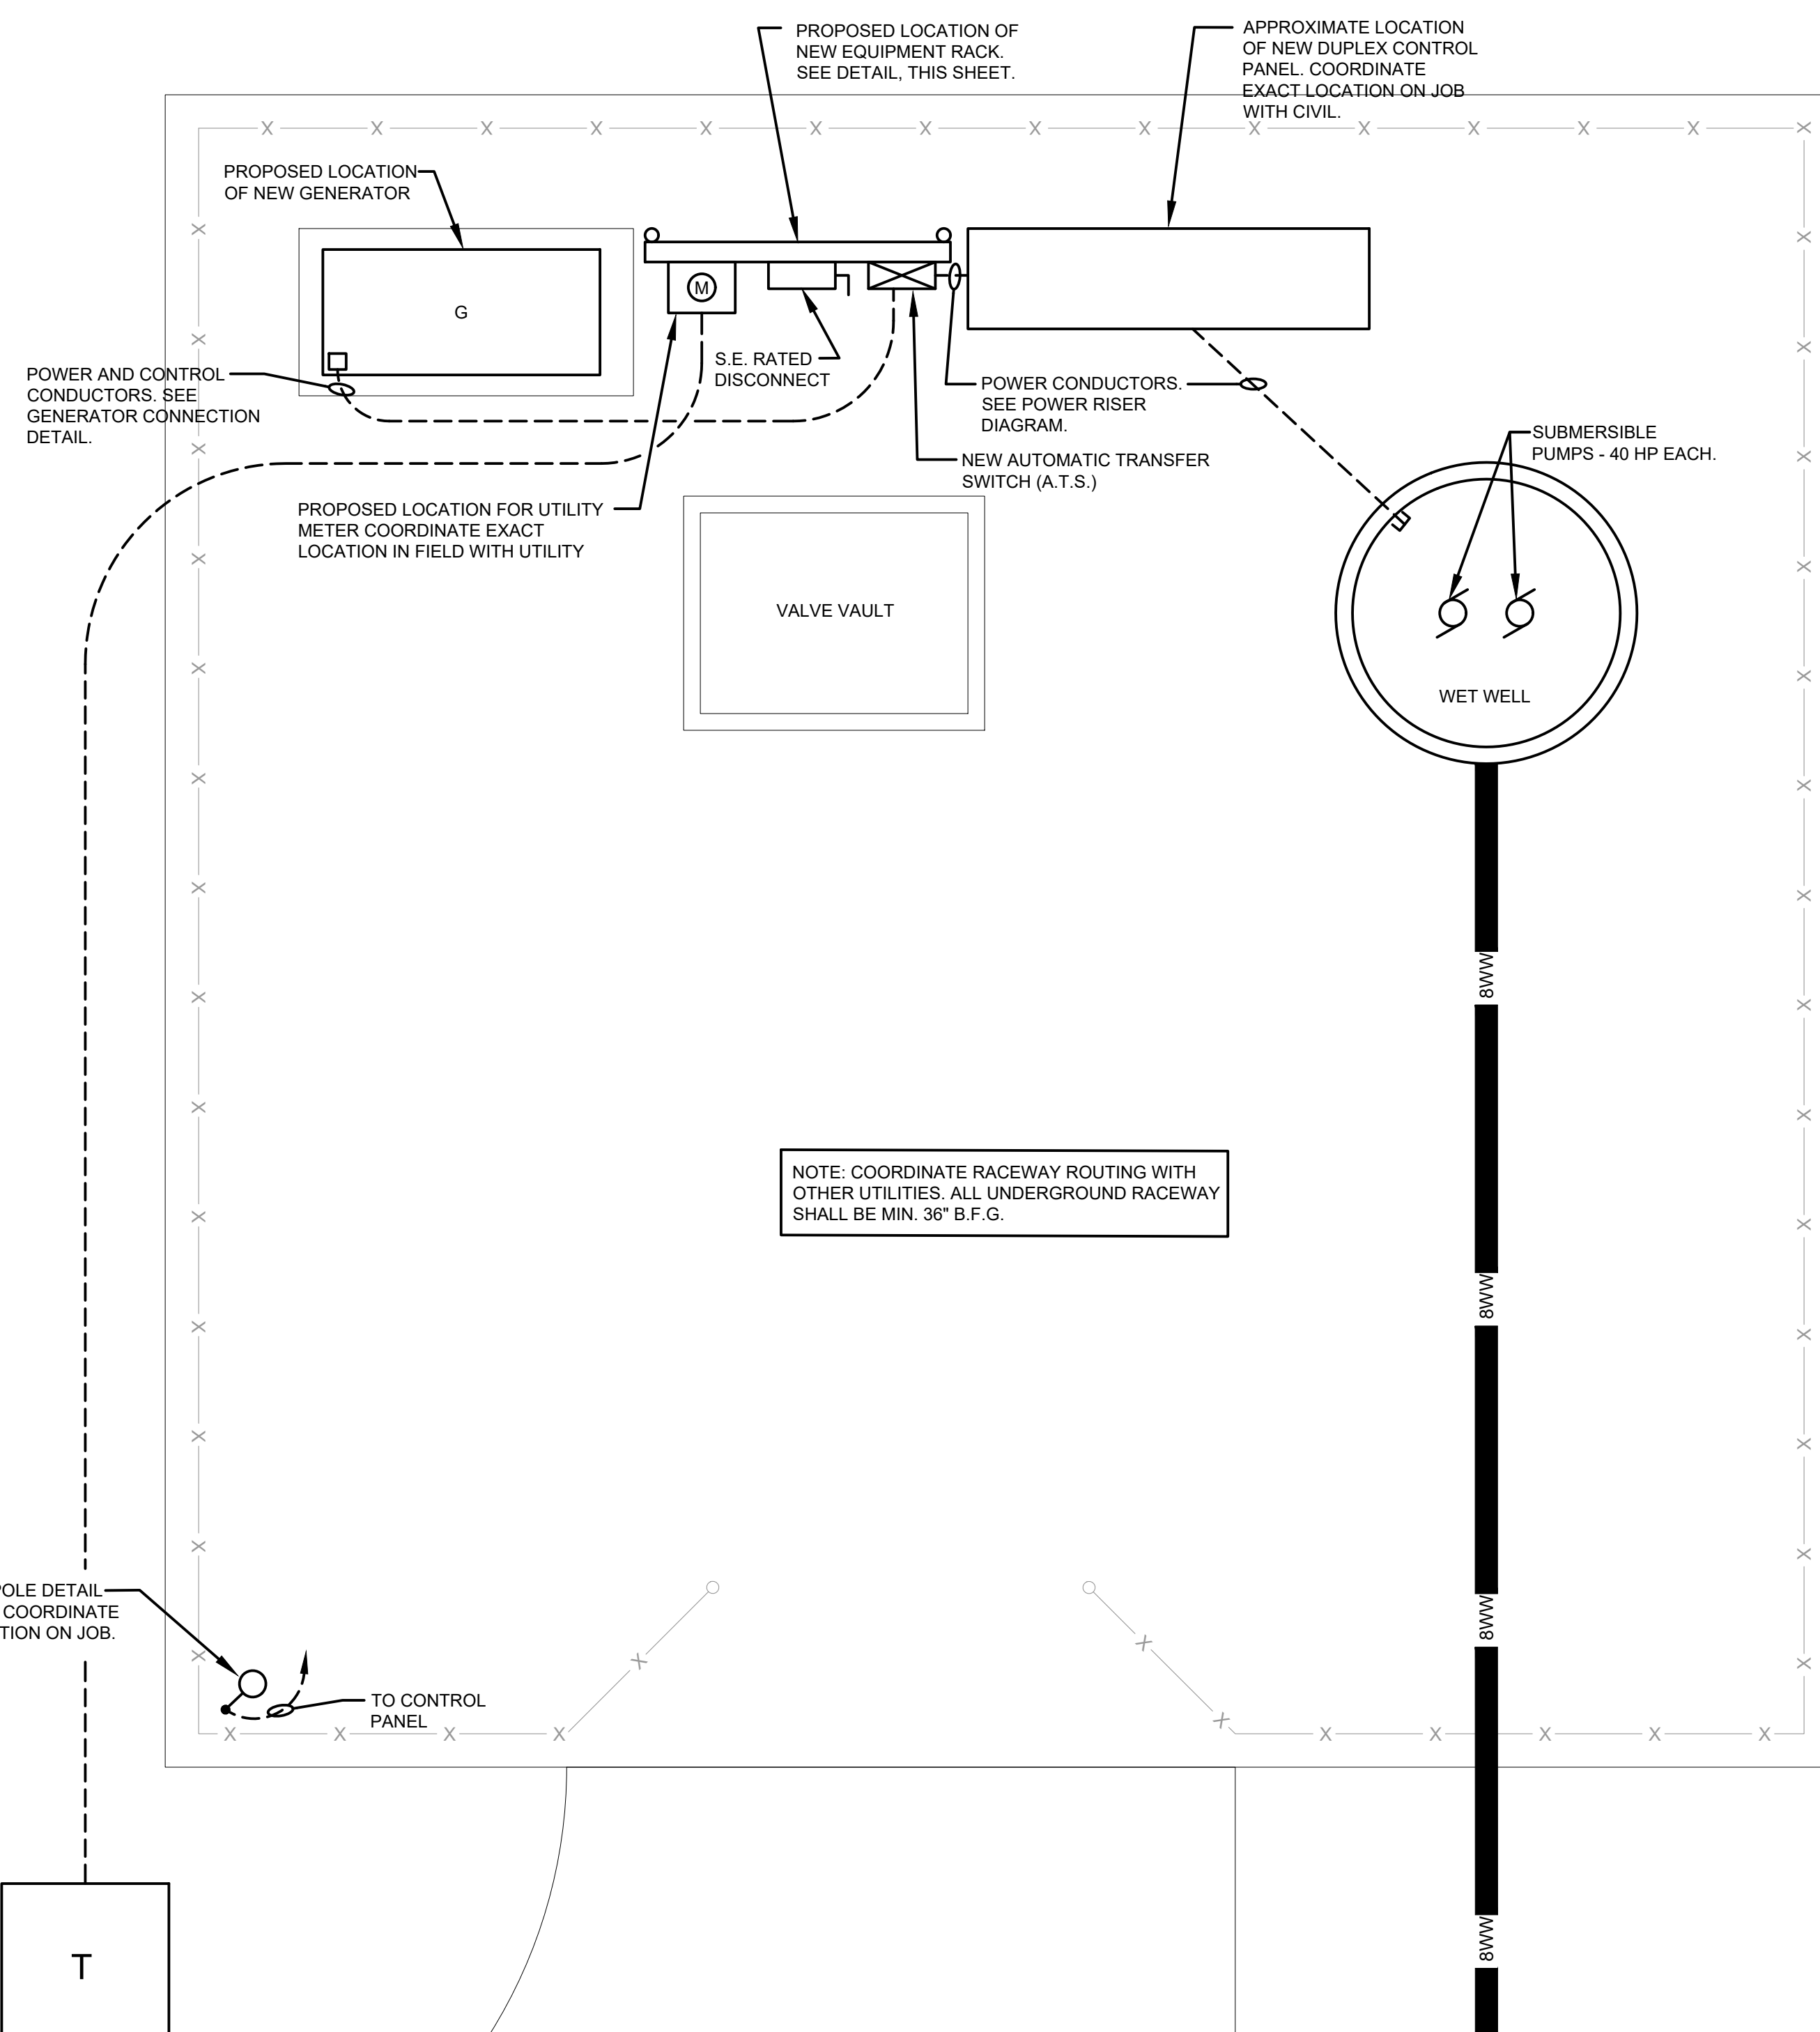 PROPOSED LOCATION OF
NEW EQUIPMENT RACK.
SEE DETAIL, THIS SHEET.
APPROXIMATE LOCATION
OF NEW DUPLEX CONTROL
PANEL. COORDINATE
EXACT LOCATION ON JOB
WITH CIVIL.
PROPOSED LOCATION
OF NEW GENERATOR
G
M
S.E. RATED
DISCONNECT
POWER AND CONTROL
CONDUCTORS. SEE
GENERATOR CONNECTION
DETAIL.
POWER CONDUCTORS.
SEE POWER RISER
DIAGRAM.
NEW AUTOMATIC TRANSFER
SWITCH (A.T.S.)
SUBMERSIBLE
PUMPS - 40 HP EACH.
PROPOSED LOCATION FOR UTILITY
METER COORDINATE EXACT
LOCATION IN FIELD WITH UTILITY
VALVE VAULT
WET WELL
8WW
NOTE: COORDINATE RACEWAY ROUTING WITH
OTHER UTILITIES. ALL UNDERGROUND RACEWAY
SHALL BE MIN. 36" B.F.G.
8WW
8WW
POLE DETAIL
COORDINATE
TION ON JOB.
TO CONTROL
PANEL
8WW
T